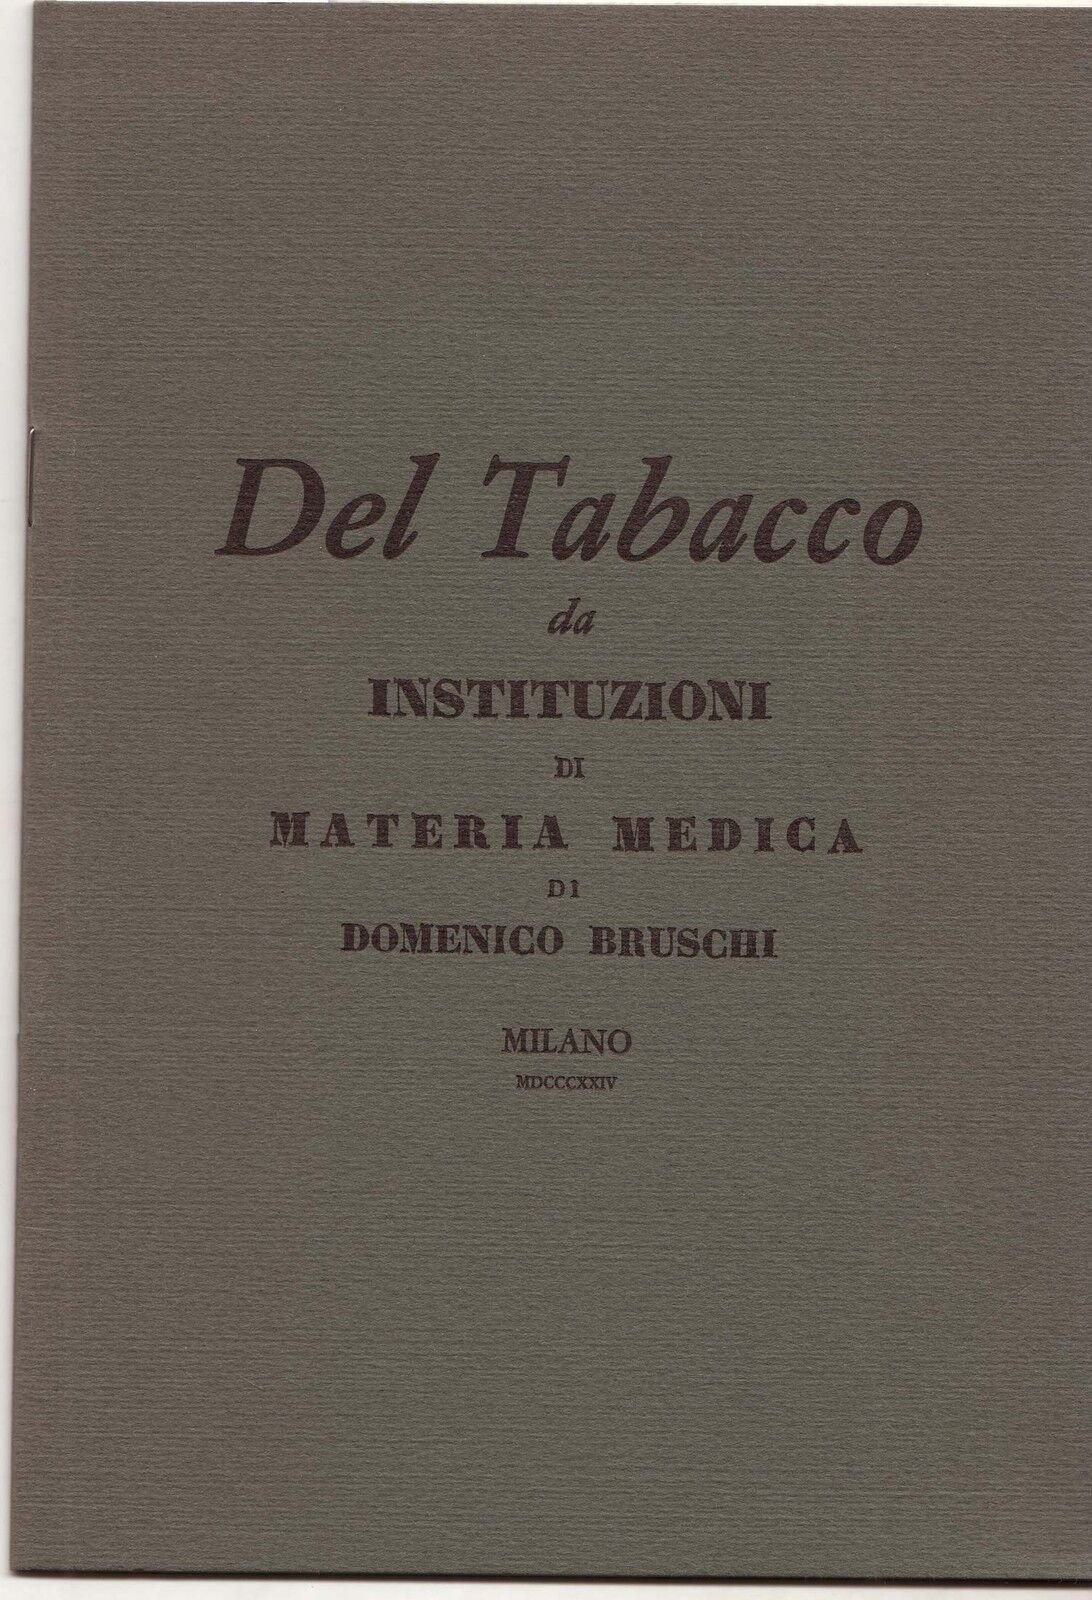 Del Tabacco
da
INSTITUZIONI
DI
MATERIA MEDICA
DI
DOMENICO BRUSCHI
MILANO
MDCCCXXIV